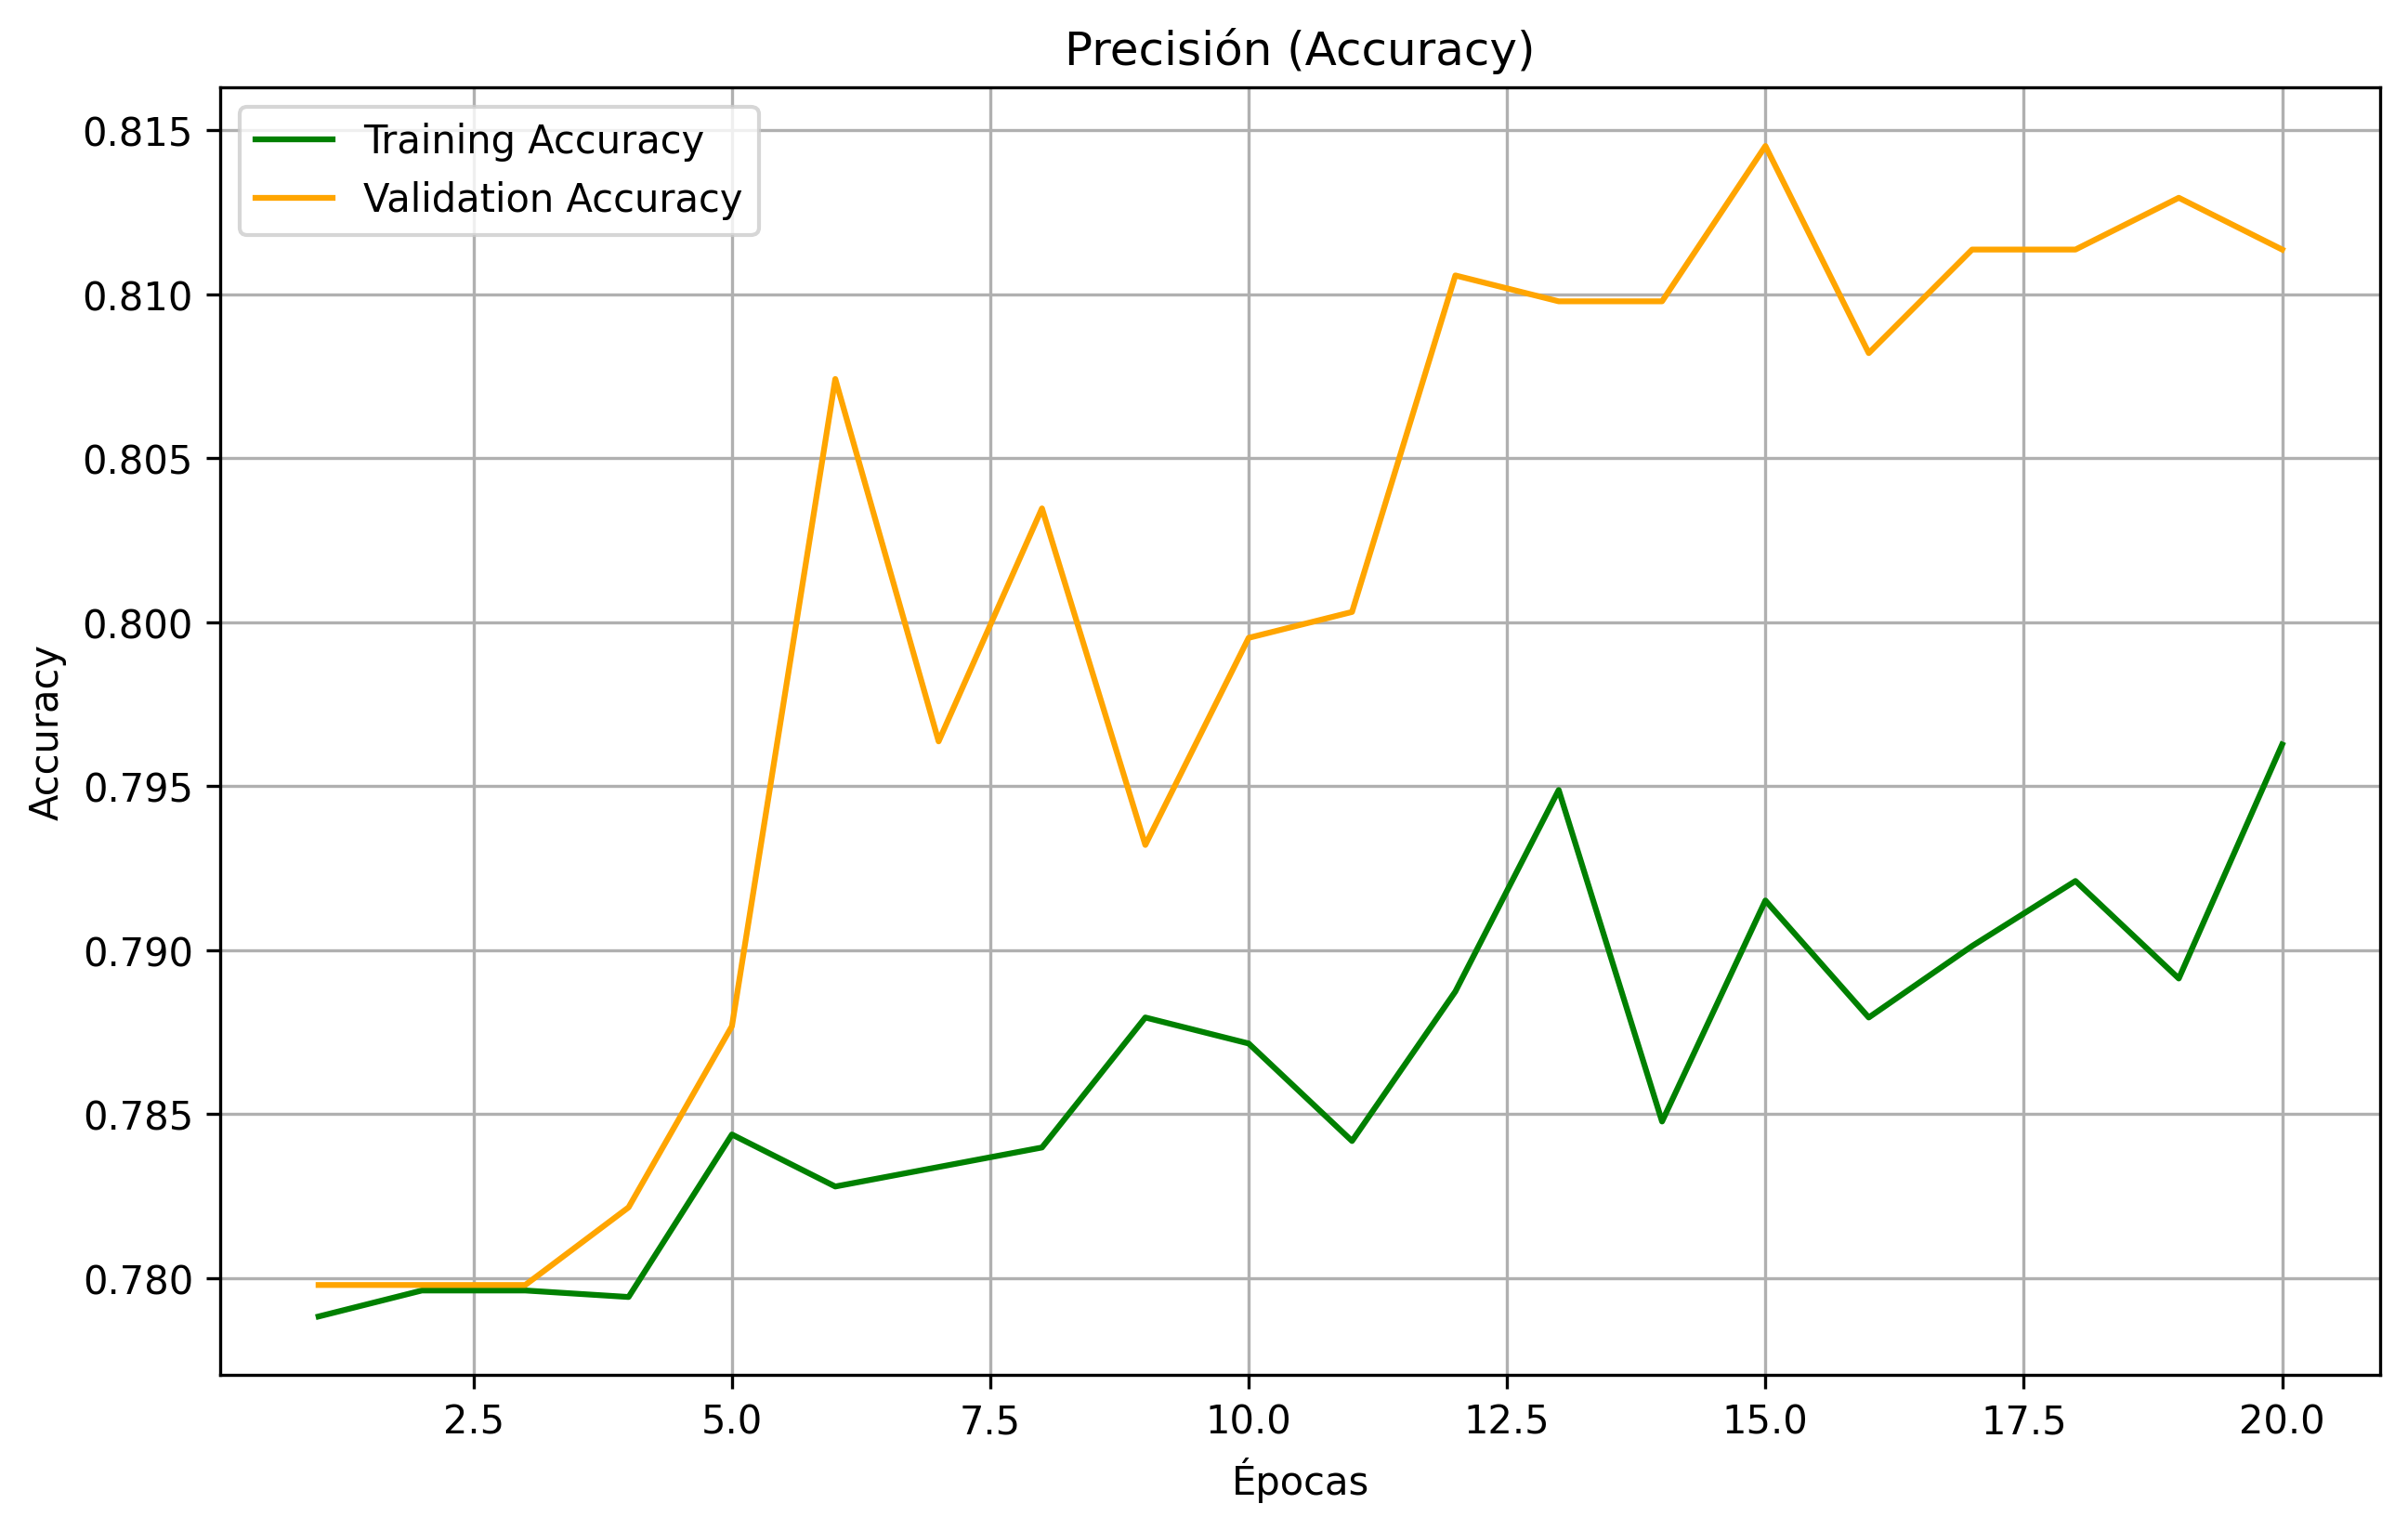 Precisión (Accuracy)
Training Accuracy
Validation Accuracy
0.815
0.810
0.805
0.800
0.795
0.790
0.785
0.780
Accuracy
2.5 5.0 7.5 10.0 12.5 15.0 17.5 20.0
Épocas